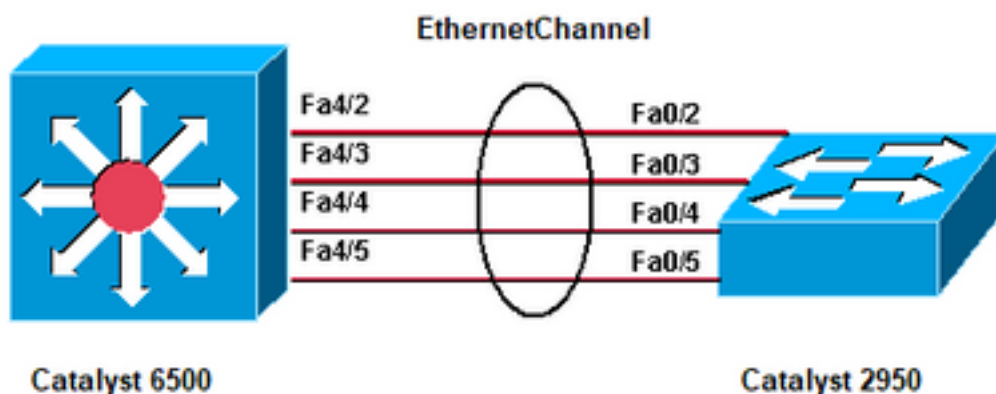 EthernetChannel
Fa4/2 Fa0/2
Fa4/3 Fa0/3
Fa4/4 Fa0/4
Fa4/5 Fa0/5
Catalyst 6500 Catalyst 2950